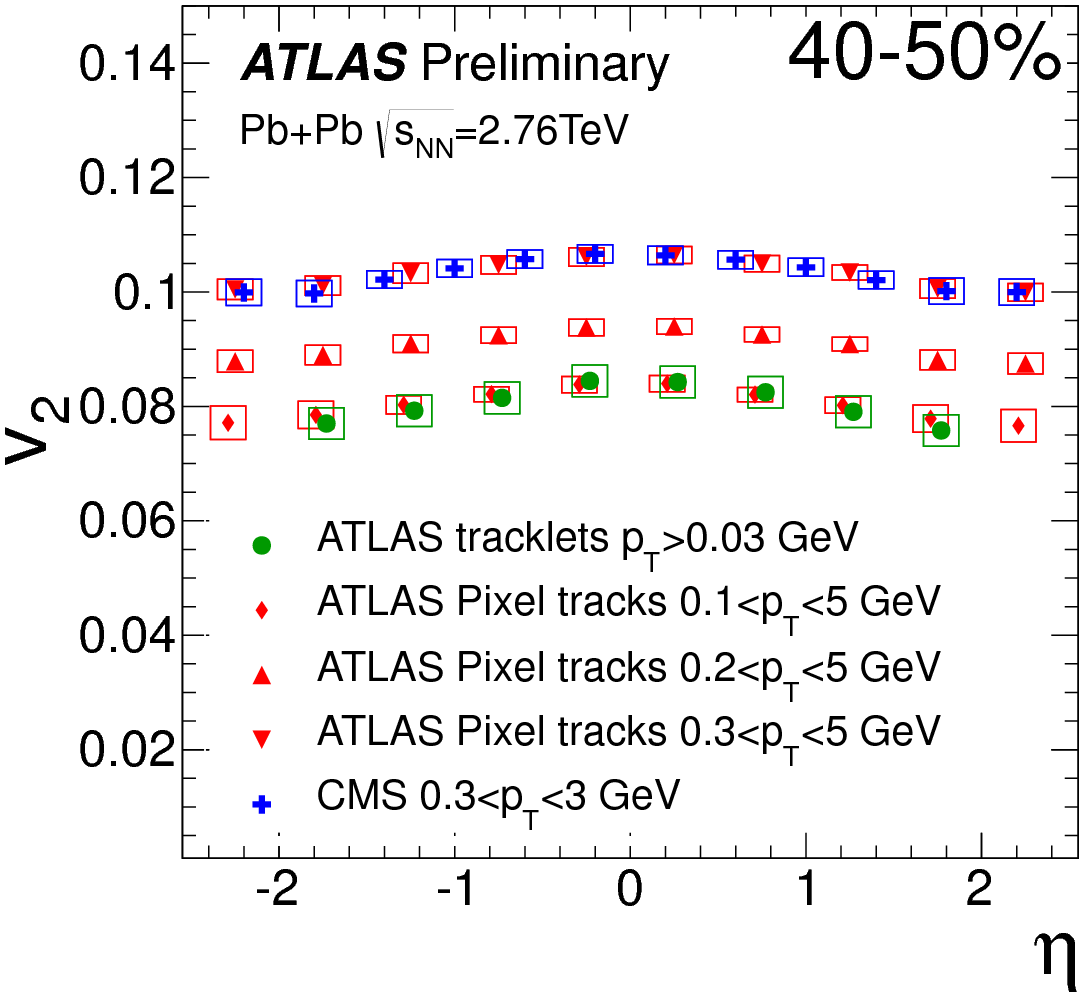 ATLAS Preliminary
40-50%
Pb+Pb √sNN=2.76TeV
0.14
0.12
0.1
0.08
0.06
0.04
0.02
v2
ATLAS tracklets pT>0.03 GeV
ATLAS Pixel tracks 0.1<pT<5 GeV
ATLAS Pixel tracks 0.2<pT<5 GeV
ATLAS Pixel tracks 0.3<pT<5 GeV
CMS 0.3<pT<3 GeV
-2 -1 0 1 2
η